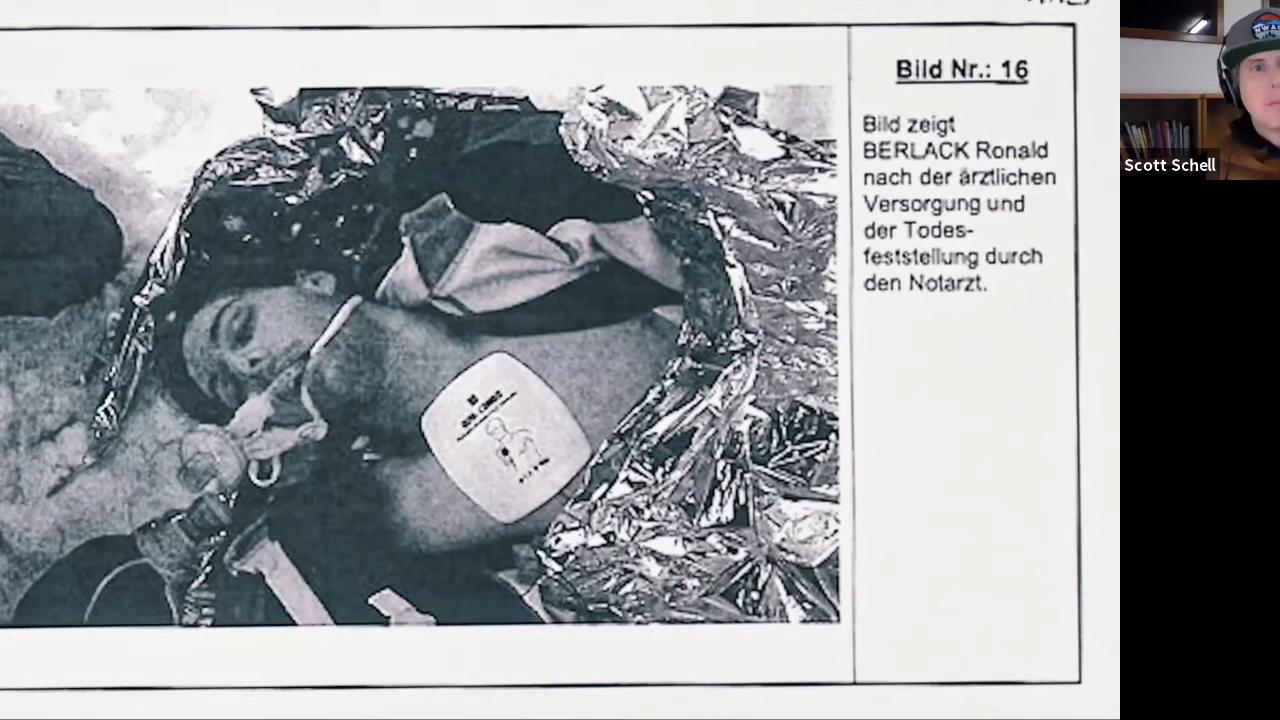 Bild Nr.: 16
Bild zeigt
BERLACK Ronald
nach der ärztlichen
Versorgung und
der Todes-
feststellung durch
den Notarzt.
Scott Schell